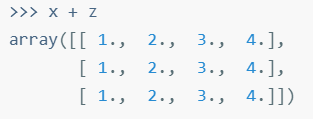 >>> x + z
array([[ 1.,  2.,  3.,  4.],
       [ 1.,  2.,  3.,  4.],
       [ 1.,  2.,  3.,  4.]])